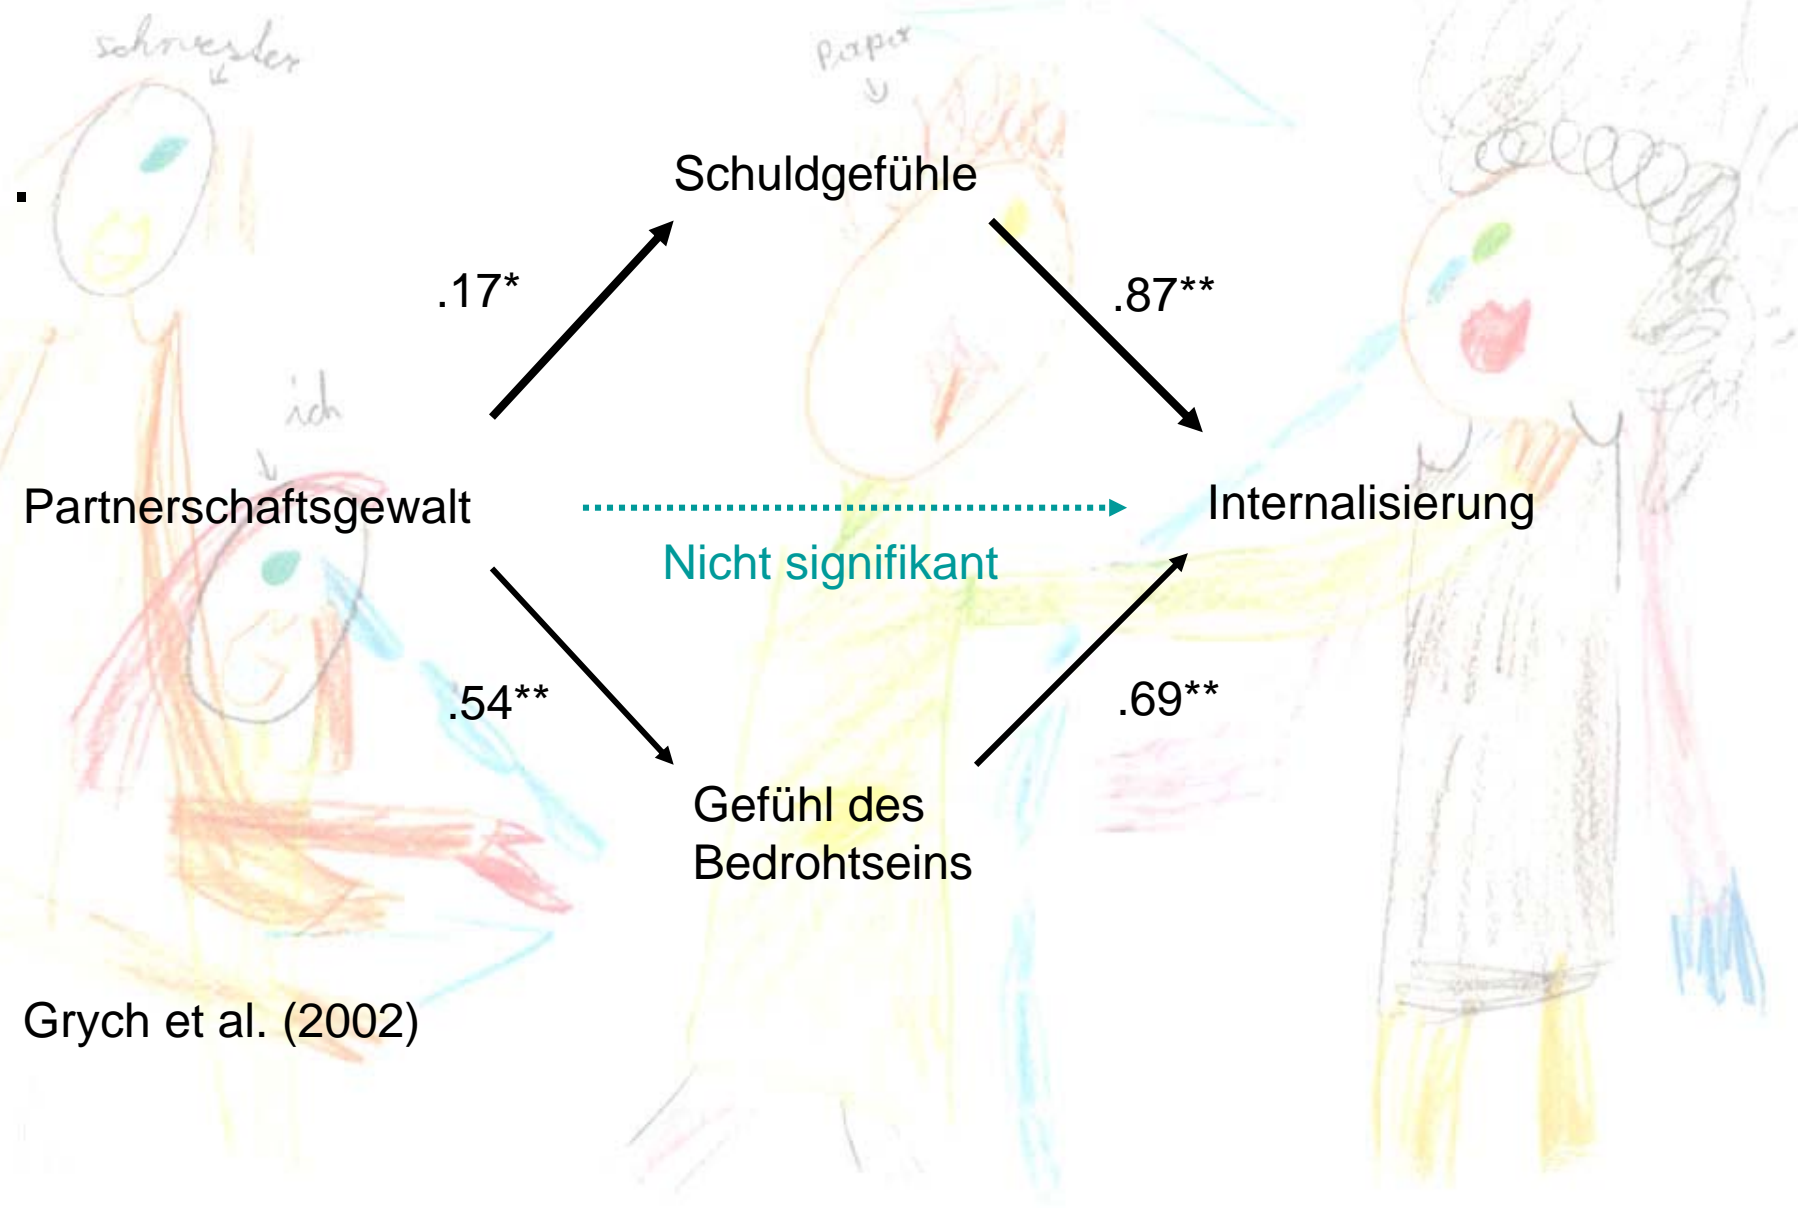 schwester
Papa
Schuldgefühle
.
.17*
.87**
ich
Partnerschaftsgewalt
Internalisierung
Nicht signifikant
.54**
.69**
Gefühl des
Bedrohtseins
Grych et al. (2002)